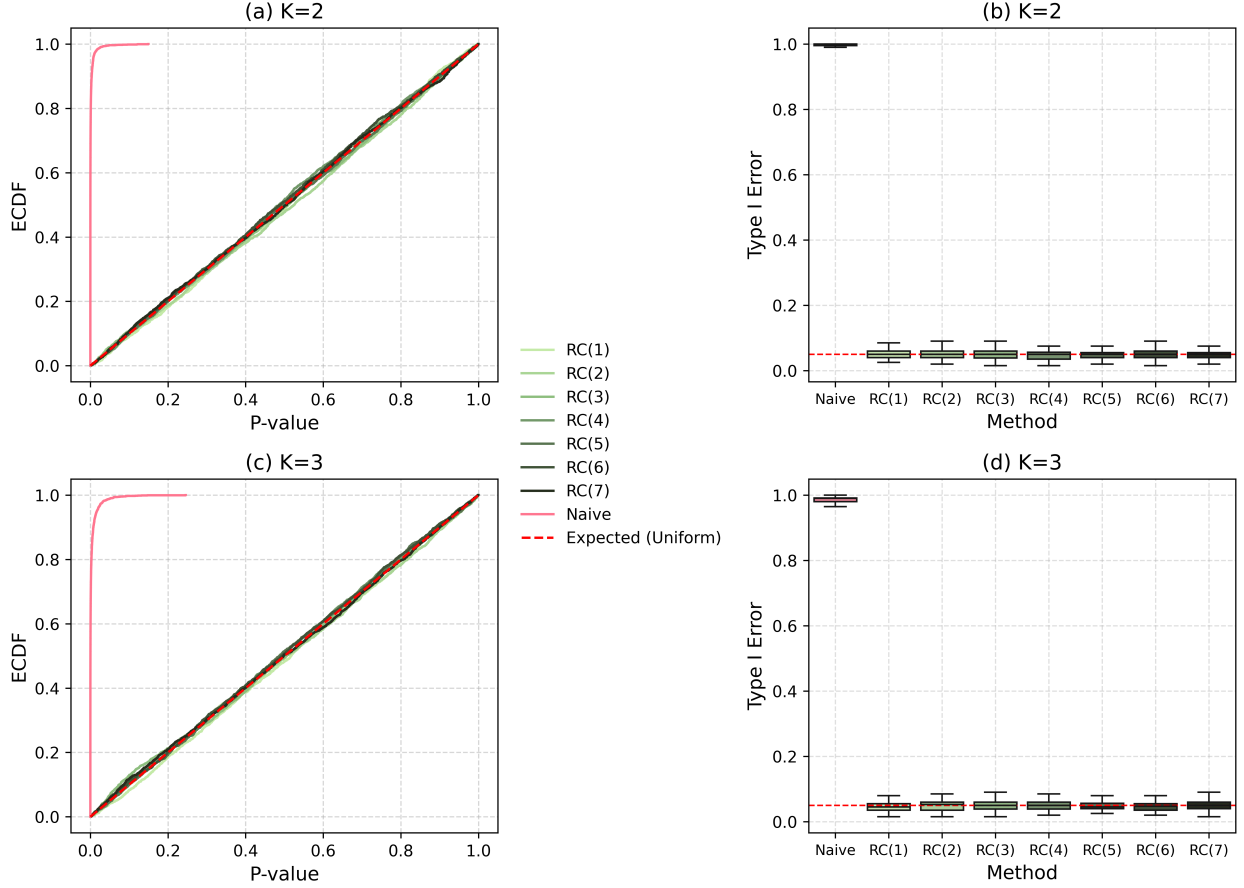 (a) K=2
ECDF
1.0
0.8
0.6
0.4
0.2
0.0
0.0 0.2 0.4 0.6 0.8 1.0
P-value
(b) K=2
Type I Error
1.0
0.8
0.6
0.4
0.2
0.0
Naive RC(1) RC(2) RC(3) RC(4) RC(5) RC(6) RC(7)
Method
RC(1)
RC(2)
RC(3)
RC(4)
RC(5)
RC(6)
RC(7)
Naive
Expected (Uniform)
(c) K=3
ECDF
1.0
0.8
0.6
0.4
0.2
0.0
0.0 0.2 0.4 0.6 0.8 1.0
P-value
(d) K=3
Type I Error
1.0
0.8
0.6
0.4
0.2
0.0
Naive RC(1) RC(2) RC(3) RC(4) RC(5) RC(6) RC(7)
Method